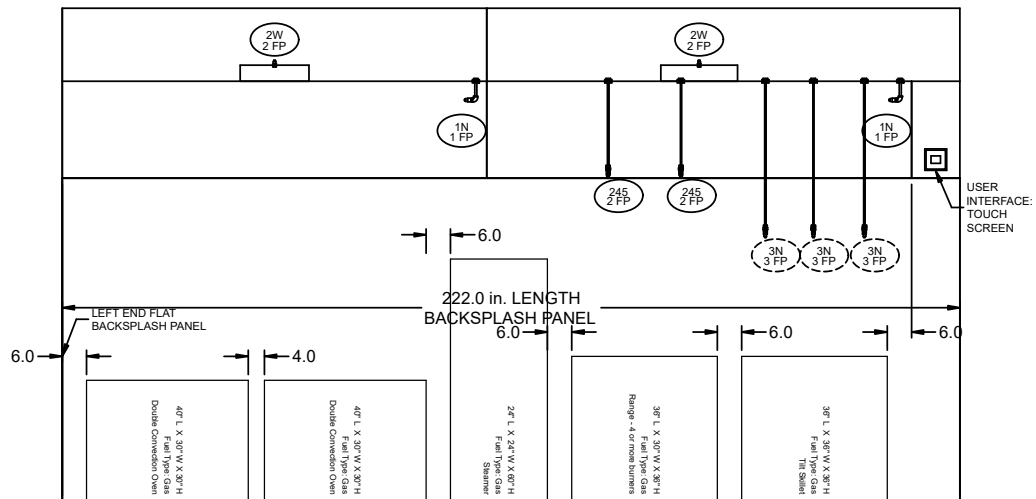 2W
2 FP
2W
2 FP
1N
1 FP
1N
1 FP
245
2 FP
245
2 FP
USER
INTERFACE:
TOUCH
SCREEN
3N
3 FP
3N
3 FP
3N
3 FP
6.0
222.0 in. LENGTH
BACKSPLASH PANEL
LEFT END FLAT
BACKSPLASH PANEL
6.0
4.0
6.0
6.0
6.0
40" L X 30" W X 30" H
Fuel Type: Gas
Double Convection Oven
40" L X 30" W X 30" H
Fuel Type: Gas
Double Convection Oven
24" L X 24" W X 60" H
Fuel Type: Gas
Steamer
36" L X 30" W X 36" H
Fuel Type: Gas
Range - 4 or more burners
36" L X 36" W X 36" H
Fuel Type: Gas
Tilt Skillet